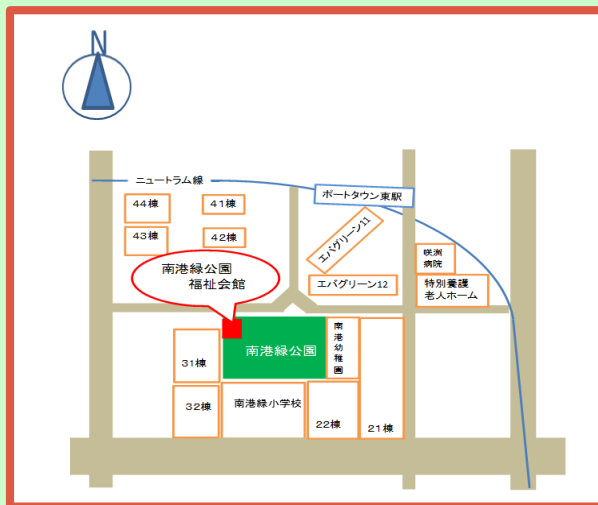 N
ニュートラム線
ポートタウン東駅
44棟
41棟
43棟
42棟
エバグリーン11
咲洲
病院
南港緑公園
福祉会館
エバグリーン12
特別養護
老人ホーム
南港緑公園
南港幼稚園
31棟
32棟
南港緑小学校
22棟
21棟